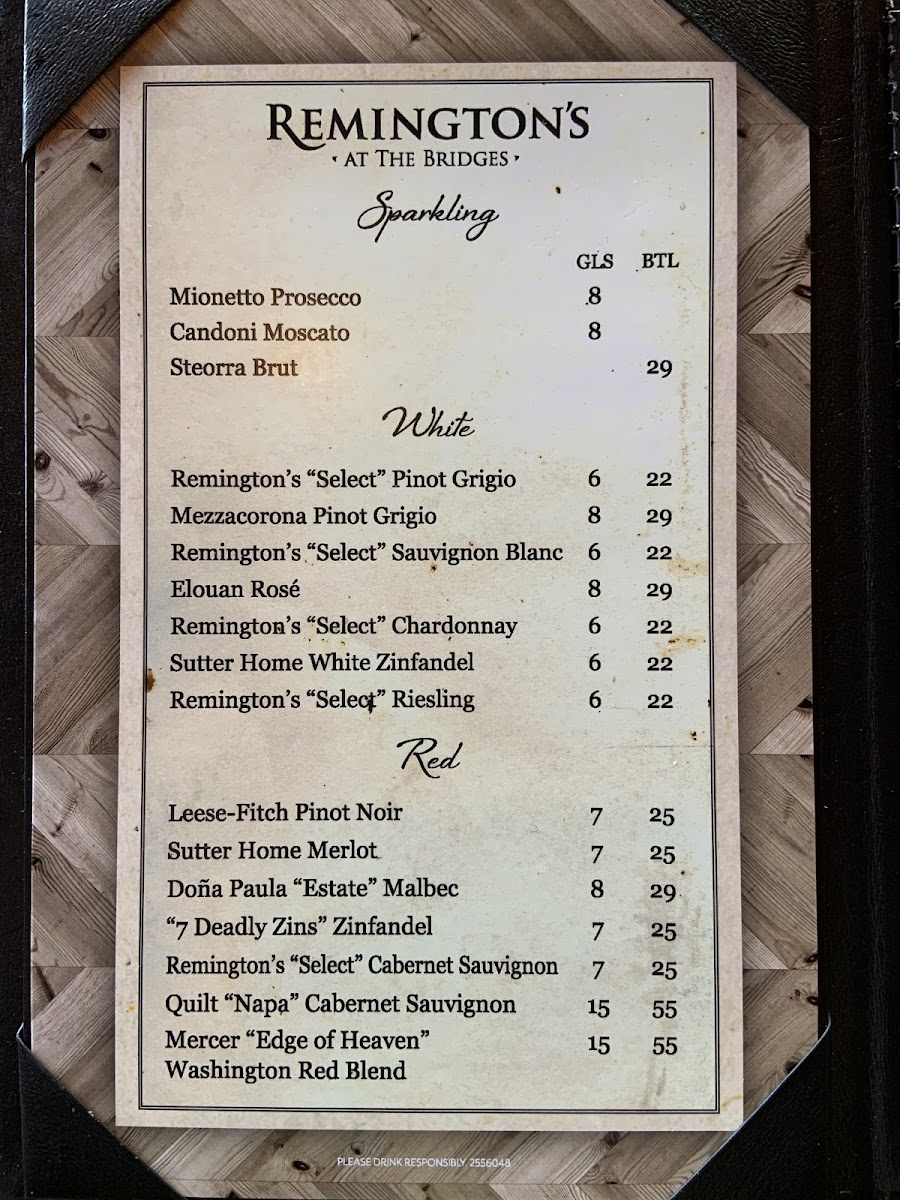 REMINGTON'S
• AT THE BRIDGES •
Sparkling
GLS BTL
Mionetto Prosecco 8
Candoni Moscato 8
Steorra Brut 29
White
Remington's “Select” Pinot Grigio 6 22
Mezzacorona Pinot Grigio 8 29
Remington's “Select” Sauvignon Blanc 6 22
Elouan Rosé 8 29
Remington's “Select” Chardonnay 6 22
Sutter Home White Zinfandel 6 22
Remington's “Select” Riesling 6 22
Red
Leese-Fitch Pinot Noir 7 25
Sutter Home Merlot 7 25
Doña Paula “Estate” Malbec 8 29
“7 Deadly Zins” Zinfandel 7 25
Remington's “Select” Cabernet Sauvignon 7 25
Quilt “Napa” Cabernet Sauvignon 15 55
Mercer “Edge of Heaven” 15 55
Washington Red Blend
PLEASE DRINK RESPONSIBLY. 2556048